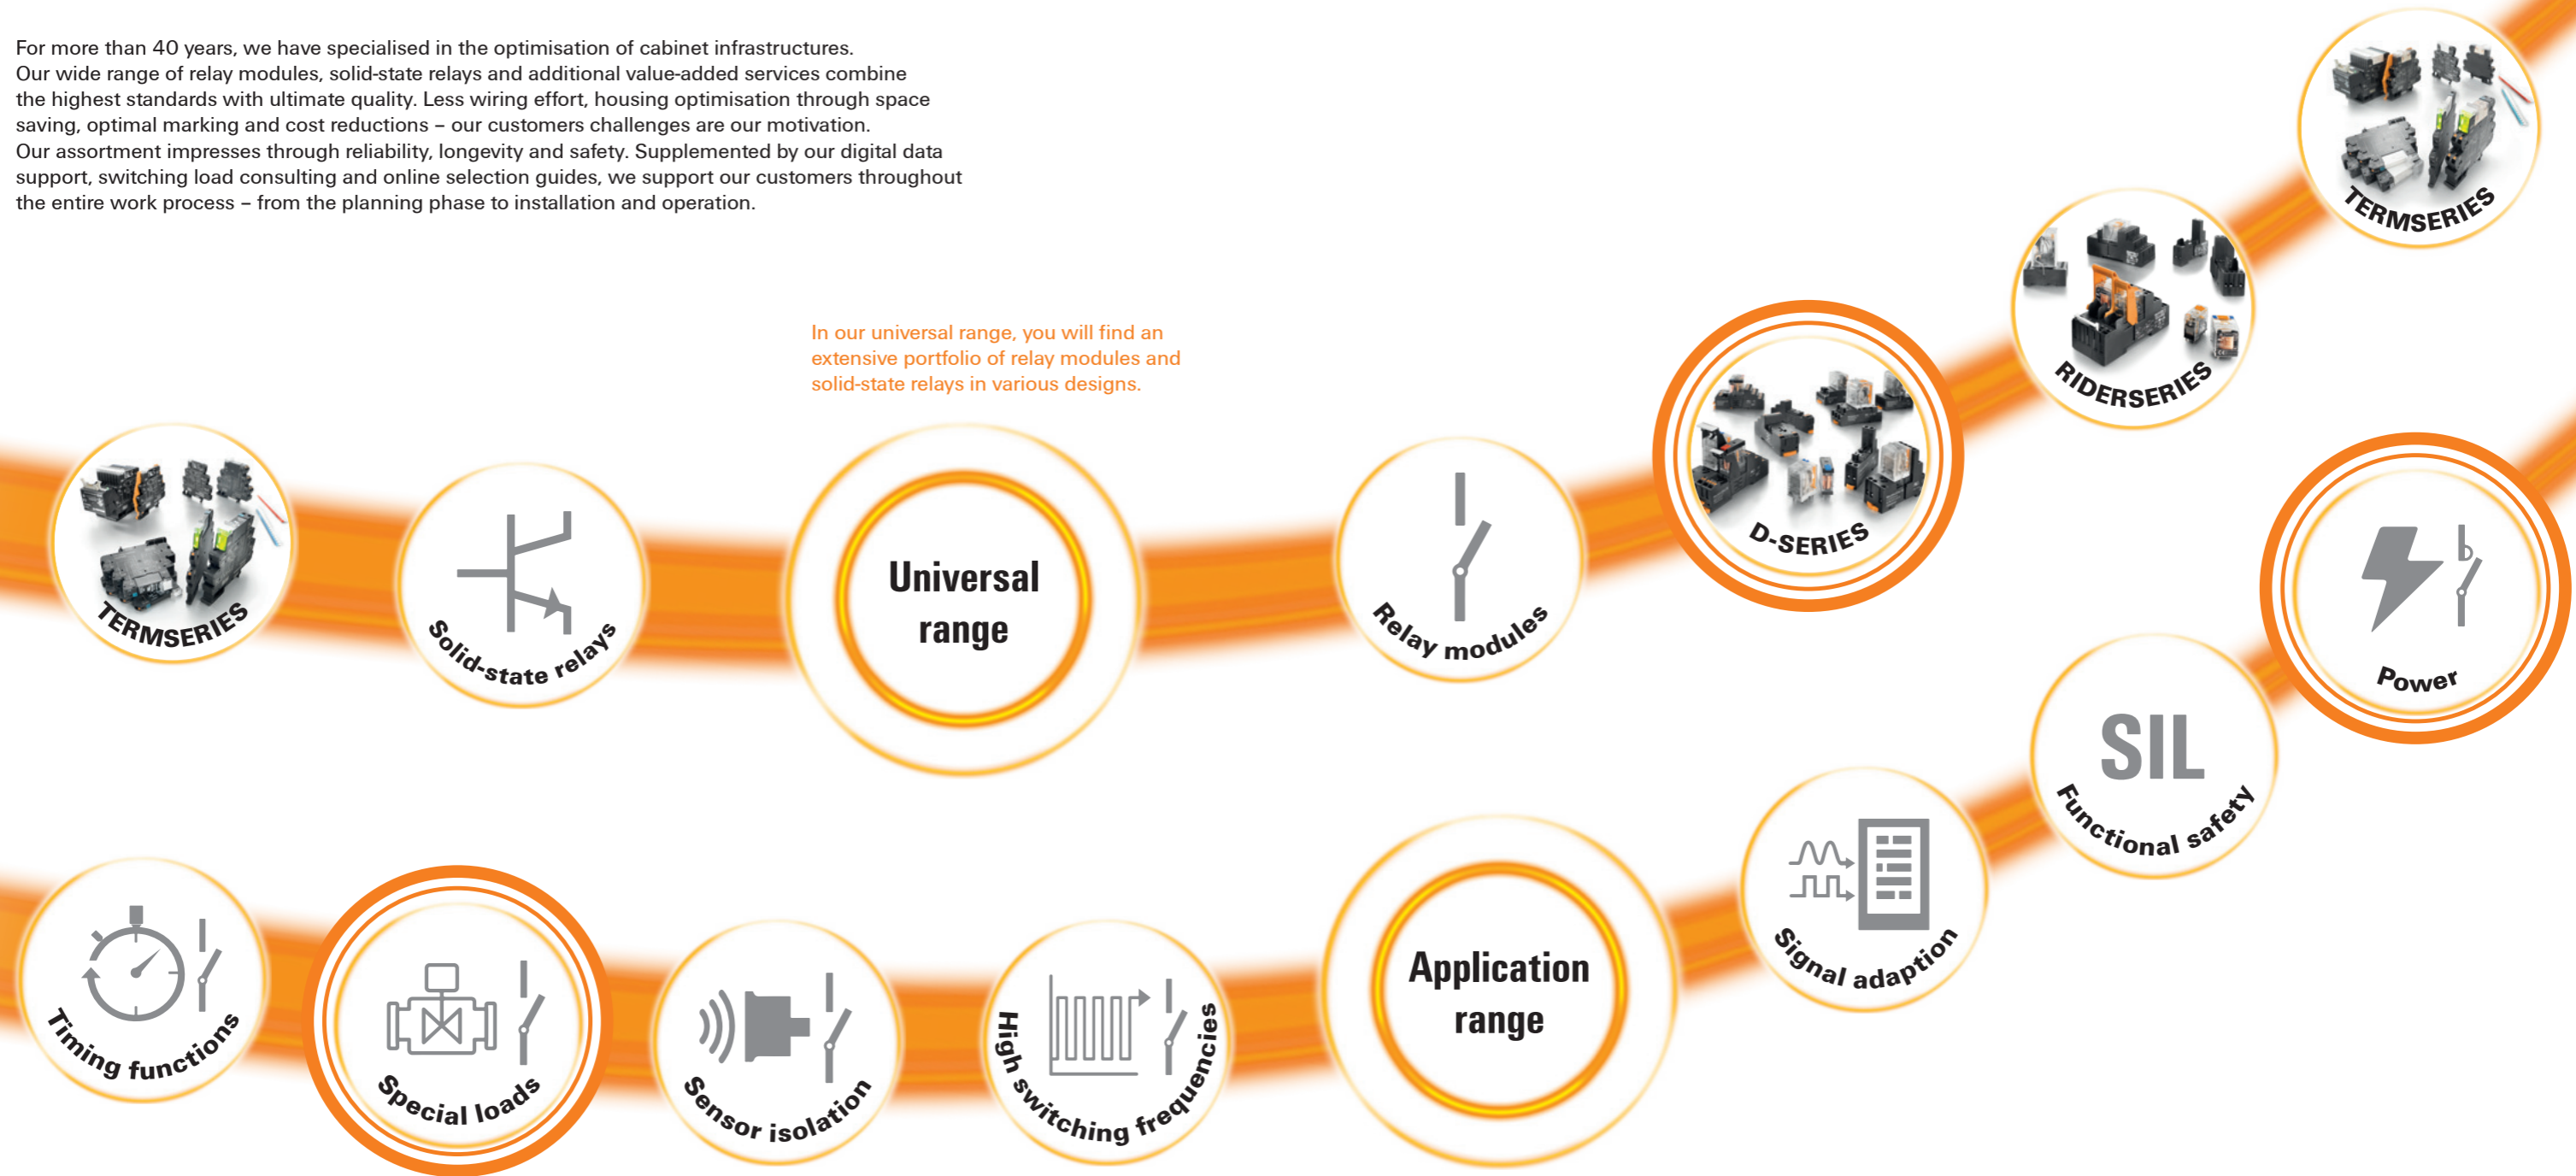 For more than 40 years, we have specialised in the optimisation of cabinet infrastructures.
Our wide range of relay modules, solid-state relays and additional value-added services combine
the highest standards with ultimate quality. Less wiring effort, housing optimisation through space
saving, optimal marking and cost reductions – our customers challenges are our motivation.
Our assortment impresses through reliability, longevity and safety. Supplemented by our digital data
support, switching load consulting and online selection guides, we support our customers throughout
the entire work process – from the planning phase to installation and operation.
In our universal range, you will find an
extensive portfolio of relay modules and
solid-state relays in various designs.
TERMSERIES
Solid-state relays
Universal
range
Relay modules
D-SERIES
RIDERSERIES
TERMSERIES
Timing functions
Special loads
Sensor isolation
High switching frequencies
Application
range
Signal adaption
SIL
Functional safety
Power